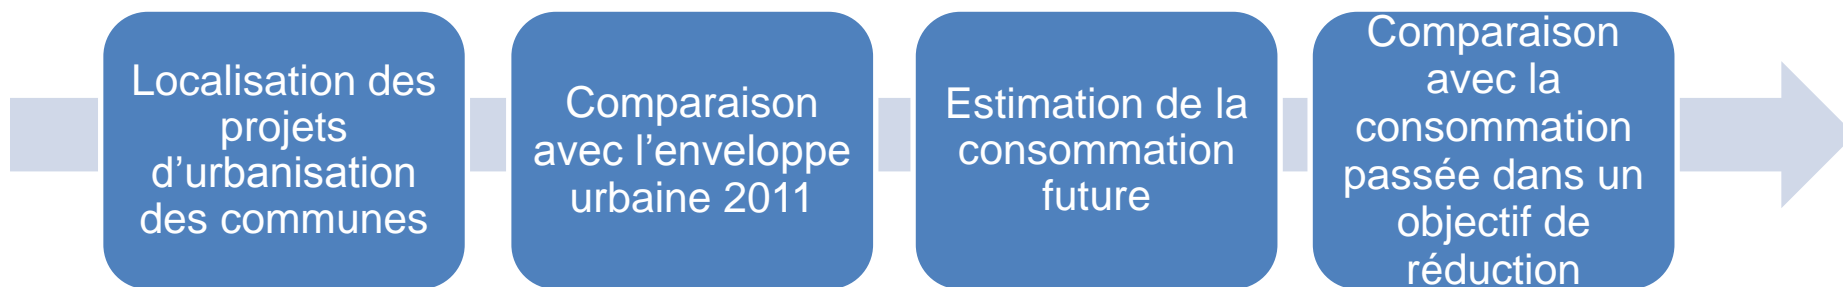 Localisation des
projets
d’urbanisation
des communes
Comparaison
avec l’enveloppe
urbaine 2011
Estimation de la
consommation
future
Comparaison
avec la
consommation
passée dans un
objectif de
réduction